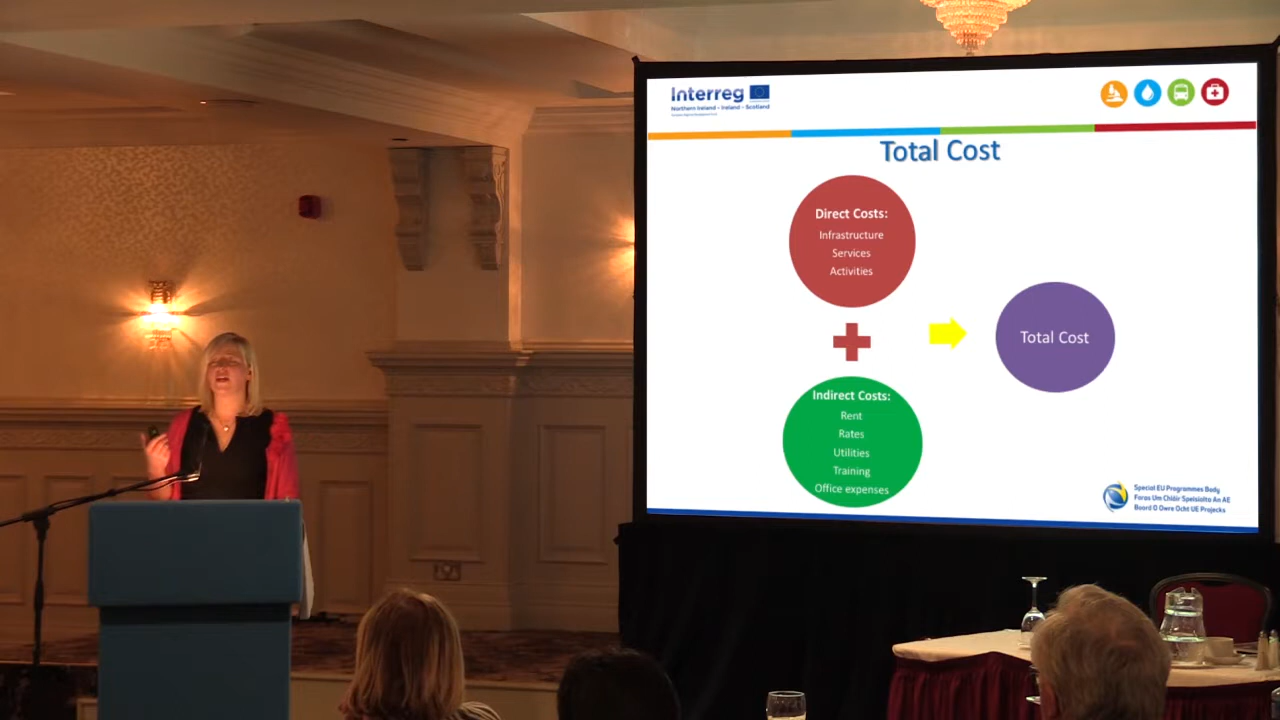 Interreg
Northern Ireland - Ireland - Scotland
Total Cost
Direct Costs:
Infrastructure
Services
Activities
Total Cost
Indirect Costs:
Rent
Rates
Utilities
Training
Office expenses
Special EU Programmes Body
Foras Um Chláir Speisialta An AE
Boord O Owre Ocht UE Projecks